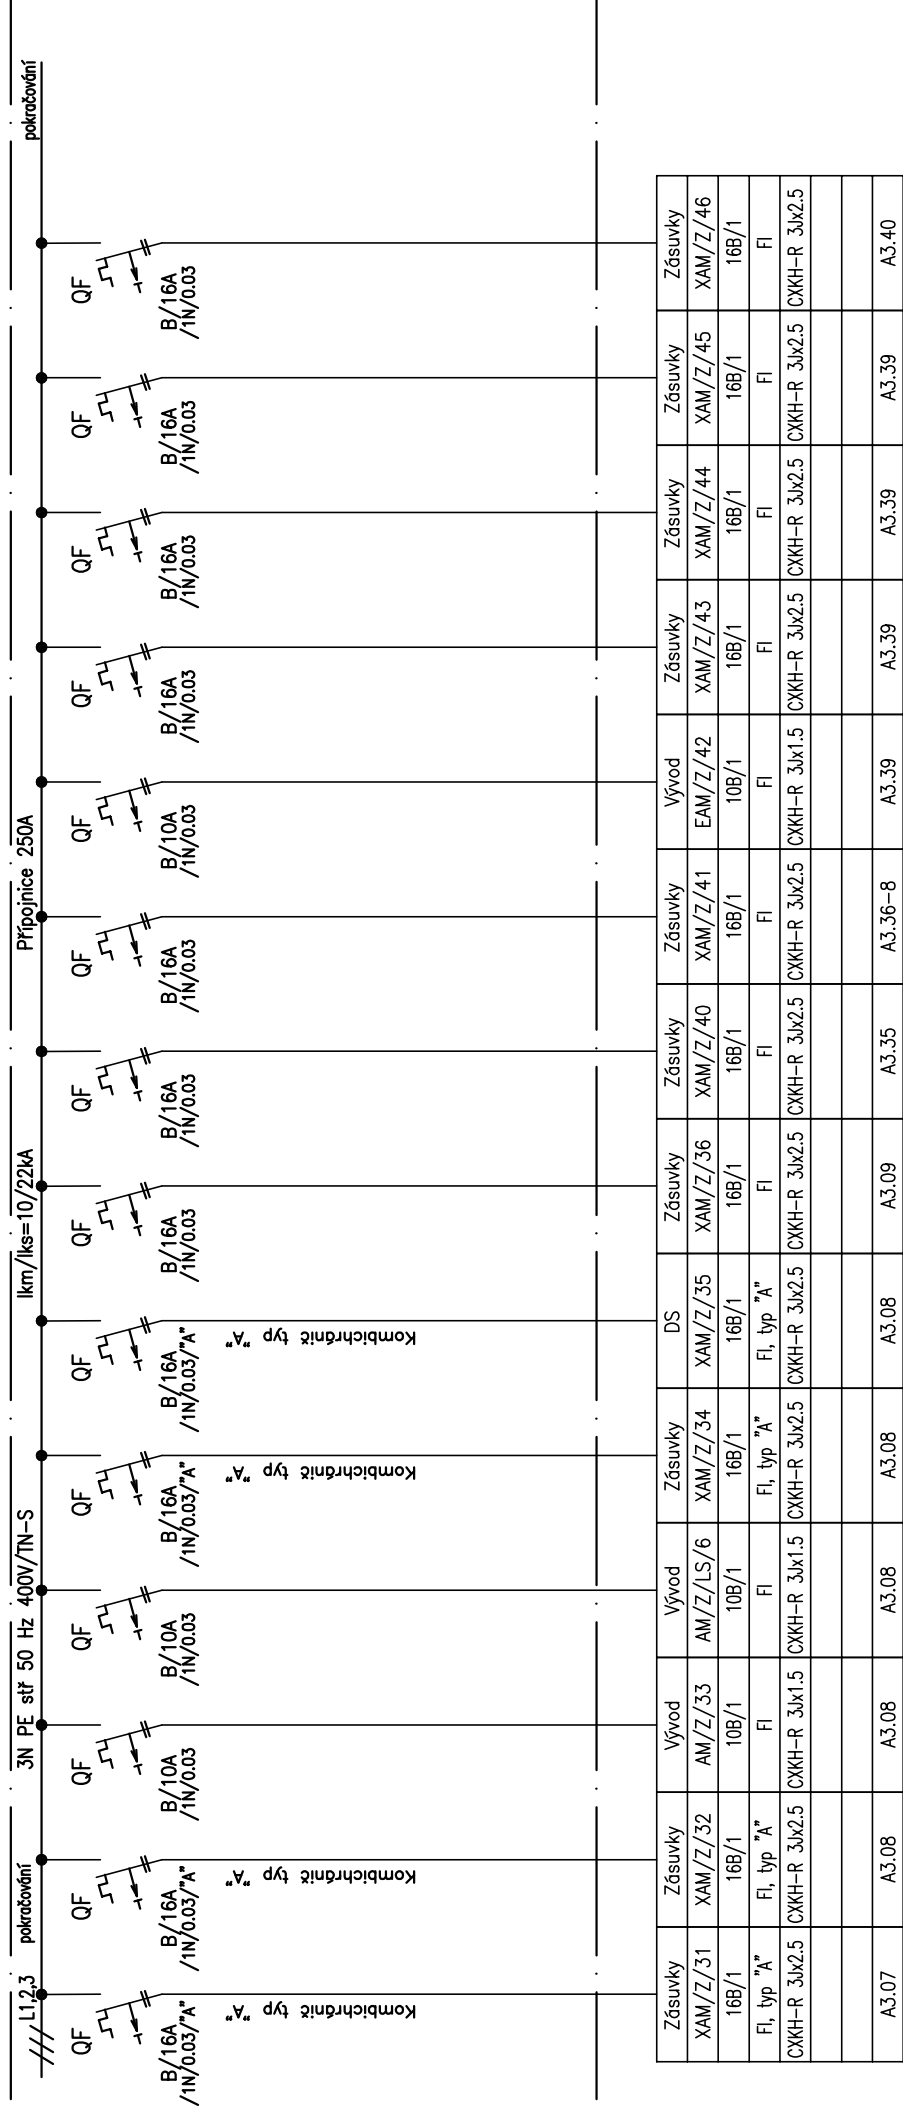 L1,2,3 pokračování 3N PE stř 50 Hz 400V/TN-S Ikm/Iks=10/22kA Přípojnice 250A pokračování
QF QF QF QF QF QF QF QF QF QF QF QF QF QF
B/16A B/16A B/10A B/10A B/16A B/16A B/16A B/16A B/16A B/10A B/16A B/16A B/16A B/16A
/1N/0.03/"A" /1N/0.03/"A" /1N/0.03 /1N/0.03 /1N/0.03/"A" /1N/0.03/"A" /1N/0.03 /1N/0.03 /1N/0.03 /1N/0.03 /1N/0.03 /1N/0.03 /1N/0.03 /1N/0.03
Kombichránič typ "A" Kombichránič typ "A" Kombichránič typ "A" Kombichránič typ "A"
Zásuvky Zásuvky Vývod Vývod Zásuvky DS Zásuvky Zásuvky Zásuvky Vývod Zásuvky Zásuvky Zásuvky Zásuvky
XAM/Z/31 XAM/Z/32 AM/Z/33 AM/Z/LS/6 XAM/Z/34 XAM/Z/35 XAM/Z/36 XAM/Z/40 XAM/Z/41 EAM/Z/42 XAM/Z/43 XAM/Z/44 XAM/Z/45 XAM/Z/46
16B/1 16B/1 10B/1 10B/1 16B/1 16B/1 16B/1 16B/1 16B/1 10B/1 16B/1 16B/1 16B/1 16B/1
FI, typ "A" FI, typ "A" FI FI FI, typ "A" FI, typ "A" FI FI FI FI FI FI FI FI
CXKH-R 3Jx2.5 CXKH-R 3Jx2.5 CXKH-R 3Jx1.5 CXKH-R 3Jx1.5 CXKH-R 3Jx2.5 CXKH-R 3Jx2.5 CXKH-R 3Jx2.5 CXKH-R 3Jx2.5 CXKH-R 3Jx2.5 CXKH-R 3Jx1.5 CXKH-R 3Jx2.5 CXKH-R 3Jx2.5 CXKH-R 3Jx2.5 CXKH-R 3Jx2.5
A3.07 A3.08 A3.08 A3.08 A3.08 A3.08 A3.09 A3.35 A3.36-8 A3.39 A3.39 A3.39 A3.39 A3.40